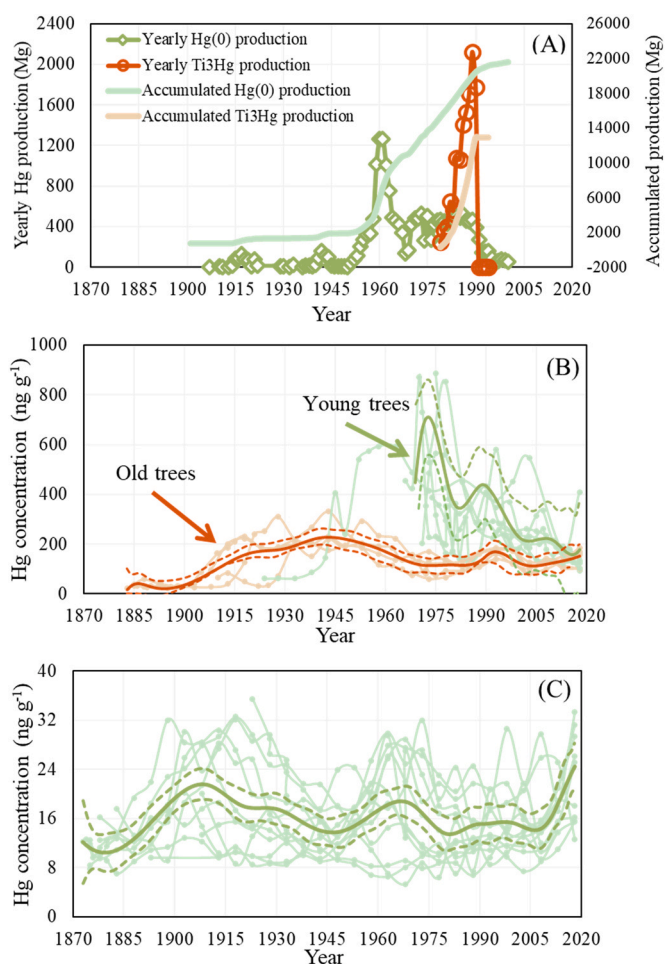 (A)
Yearly Hg(0) production
Yearly Ti3Hg production
Accumulated Hg(0) production
Accumulated Ti3Hg production
Yearly Hg production (Mg)
2400
2000
1600
1200
800
400
0
Accumulated production (Mg)
26000
22000
18000
14000
10000
6000
2000
-2000
1870 1885 1900 1915 1930 1945 1960 1975 1990 2005 2020
Year
(B)
Young trees
Old trees
Hg concentration (ng g-1)
1000
800
600
400
200
0
1870 1885 1900 1915 1930 1945 1960 1975 1990 2005 2020
Year
(C)
Hg concentration (ng g-1)
40
32
24
16
8
0
1870 1885 1900 1915 1930 1945 1960 1975 1990 2005 2020
Year